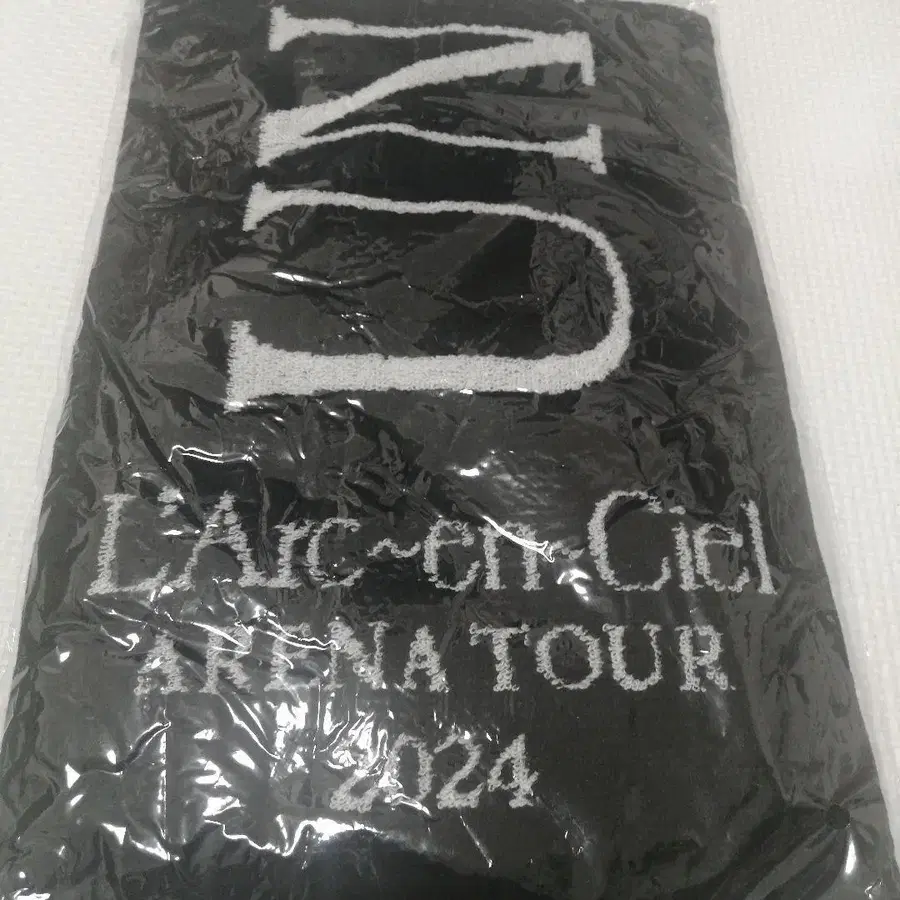 UN
L'Arc~en~Ciel
ARENA TOUR
2024